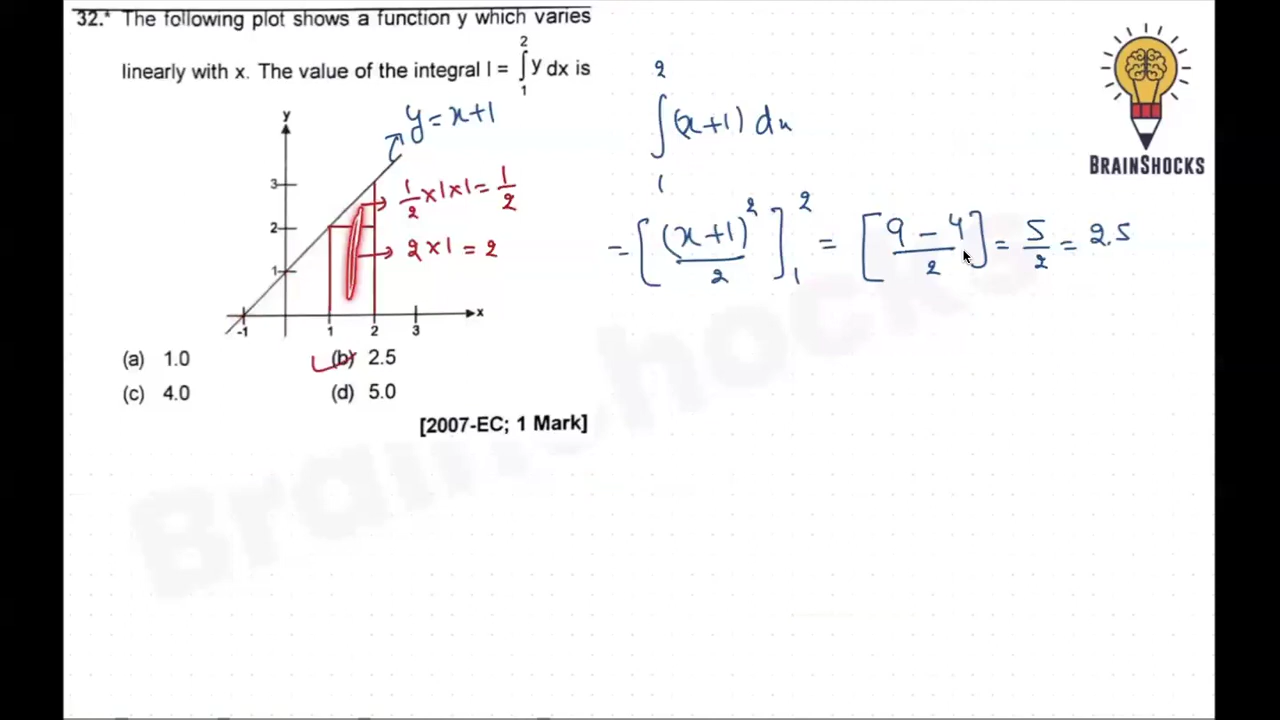 32.* The following plot shows a function y which varies
linearly with x. The value of the integral I = ∫₁² y dx is
y
y = x+1
3
2
1
-1 1 2 3
x
1/2 ×1×1 = 1/2
2 ×1 = 2
(a) 1.0 (b) 2.5
(c) 4.0 (d) 5.0
[2007-EC; 1 Mark]
∫₁² (x+1) dx
= [(x+1)²/2]₁² = [9 - 4/2] = 5/2 = 2.5
BRAINSHOCKS
BrainShocks